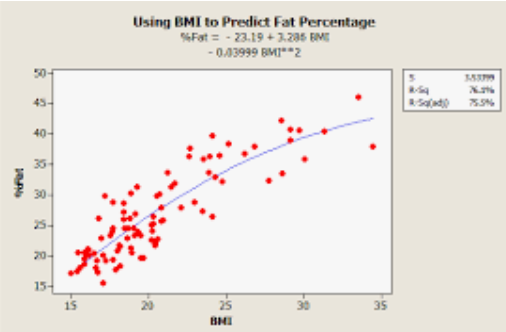 Using BMI to Predict Fat Percentage
%Fat = - 23.19 + 3.286 BMI
- 0.03999 BMI**2
S 3.53399
R-Sq 76.1%
R-Sq(adj) 75.5%
50
45
40
35
30
25
20
15
%Fat
15 20 25 30 35
BMI